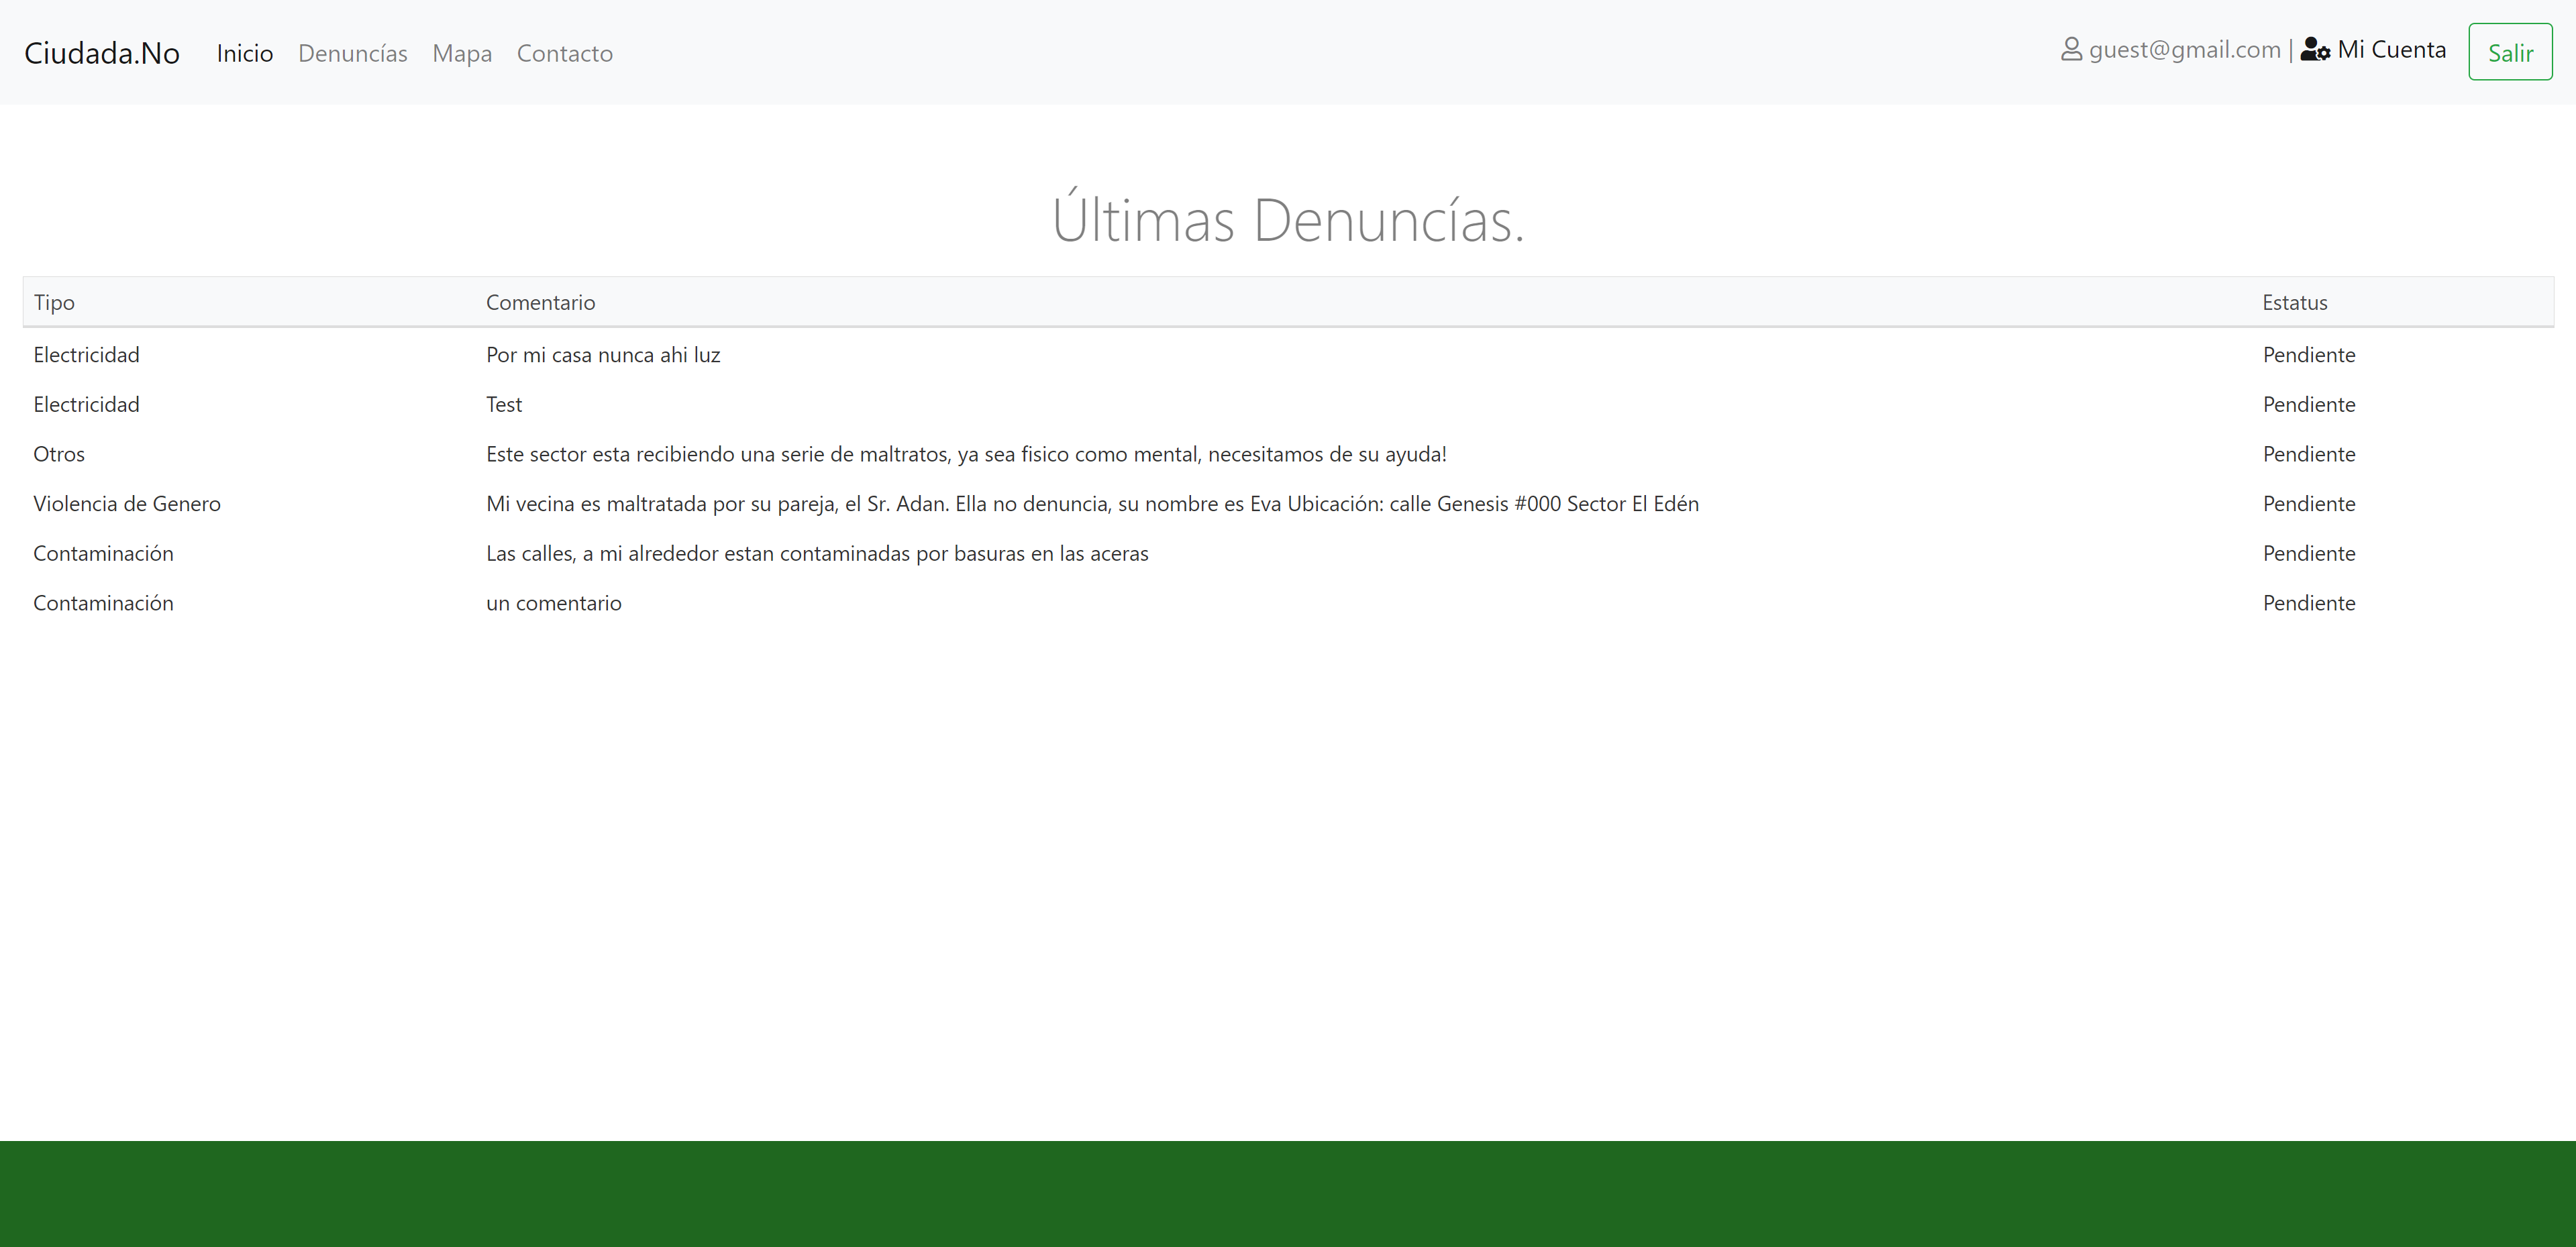 Ciudada.No Inicio Denuncías Mapa Contacto guest@gmail.com | Mi Cuenta Salir
Últimas Denuncías.
Tipo Comentario Estatus
Electricidad Por mi casa nunca ahi luz Pendiente
Electricidad Test Pendiente
Otros Este sector esta recibiendo una serie de maltratos, ya sea fisico como mental, necesitamos de su ayuda! Pendiente
Violencia de Genero Mi vecina es maltratada por su pareja, el Sr. Adan. Ella no denuncia, su nombre es Eva Ubicación: calle Genesis #000 Sector El Edén Pendiente
Contaminación Las calles, a mi alrededor estan contaminadas por basuras en las aceras Pendiente
Contaminación un comentario Pendiente